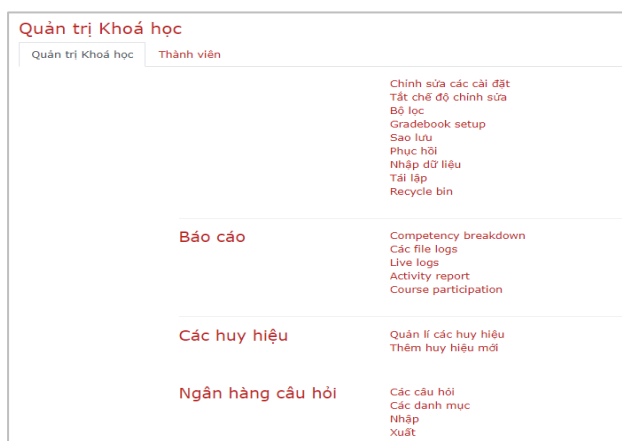 Quản trị Khoá học
Quản trị Khoá học Thành viên
Chỉnh sửa các cài đặt
Tắt chế độ chỉnh sửa
Bộ lọc
Gradebook setup
Sao lưu
Phục hồi
Nhập dữ liệu
Tái lập
Recycle bin
Báo cáo
Competency breakdown
Các file logs
Live logs
Activity report
Course participation
Các huy hiệu
Quản lí các huy hiệu
Thêm huy hiệu mới
Ngân hàng câu hỏi
Các câu hỏi
Các danh mục
Nhập
Xuất